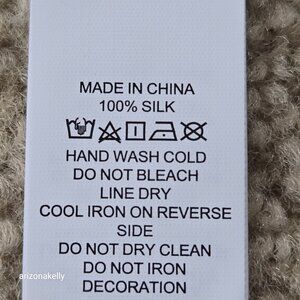 MADE IN CHINA
100% SILK
HAND WASH COLD
DO NOT BLEACH
LINE DRY
COOL IRON ON REVERSE
SIDE
DO NOT DRY CLEAN
DO NOT IRON
DECORATION
arizonakelly